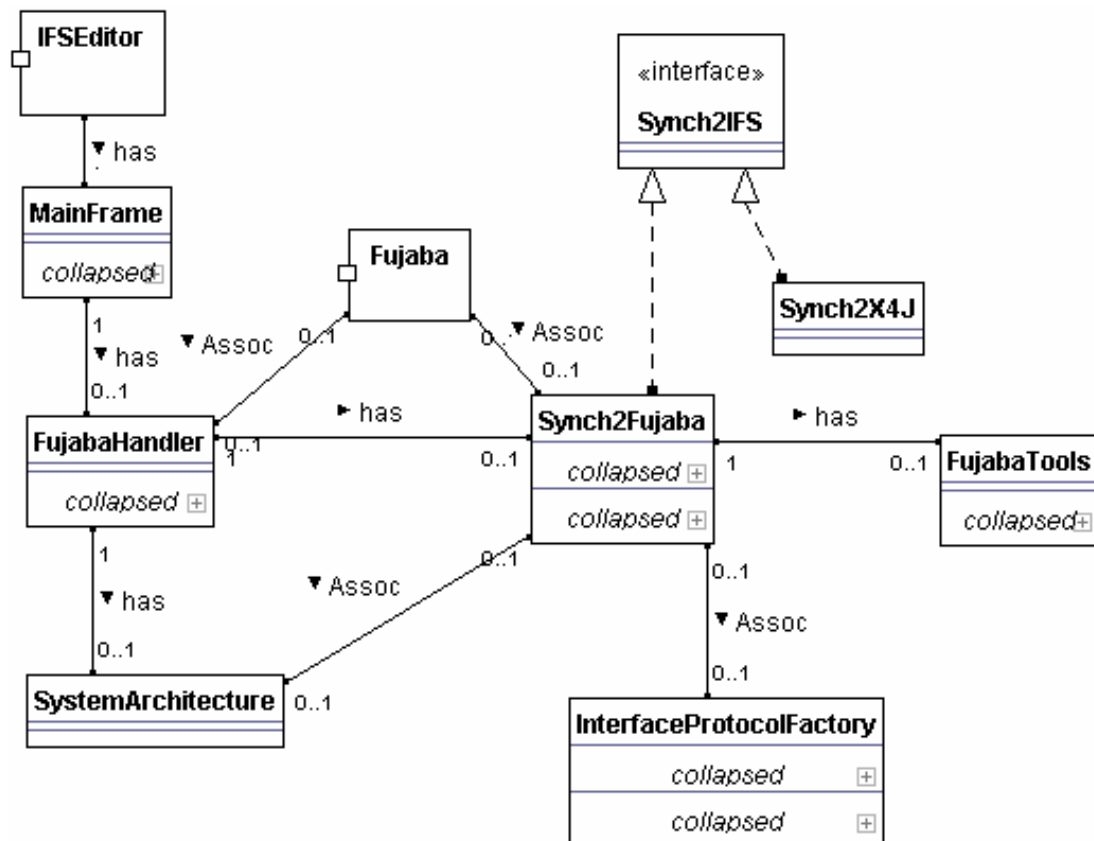 IFSEditor
▼ has
MainFrame
collapsed
1
▼ has
0..1
«interface»
Synch2IFS
Fujaba
0..1
▼ Assoc
0..
▼ Assoc
0..1
Synch2X4J
FujabaHandler
collapsed
0..1
1
► has
0..1
Synch2Fujaba
collapsed
collapsed
1
► has
0..1
FujabaTools
collapsed
1
▼ has
0..1
0..1
▼ Assoc
0..1
0..1
▼ Assoc
0..1
SystemArchitecture
InterfaceProtocolFactory
collapsed
collapsed